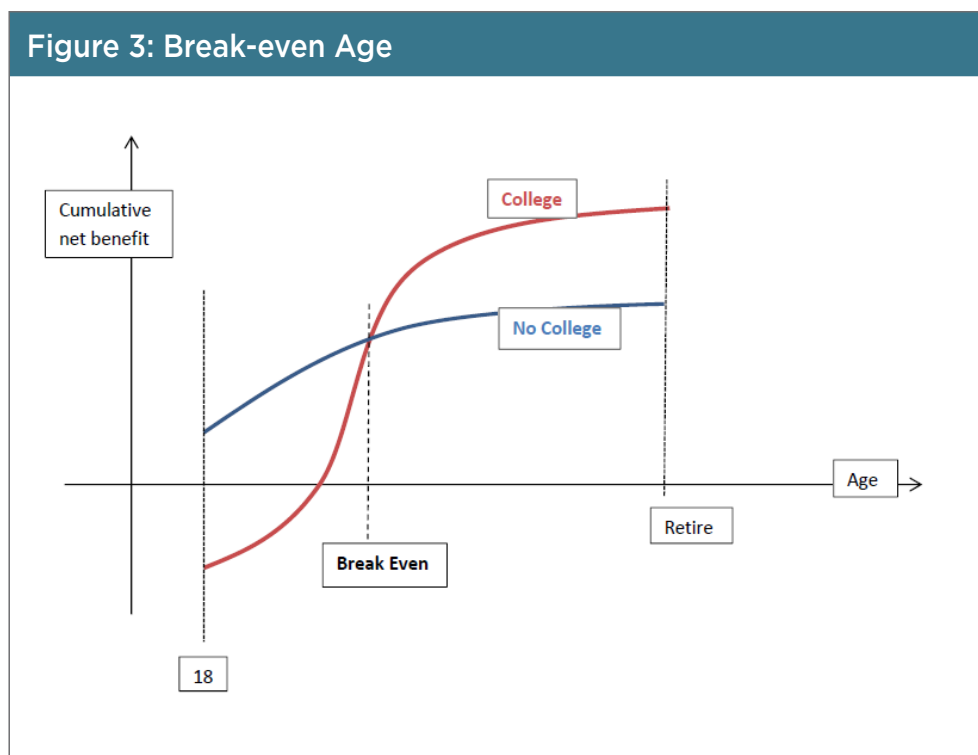 Figure 3: Break-even Age
Cumulative
net benefit
College
No College
Age
Retire
Break Even
18